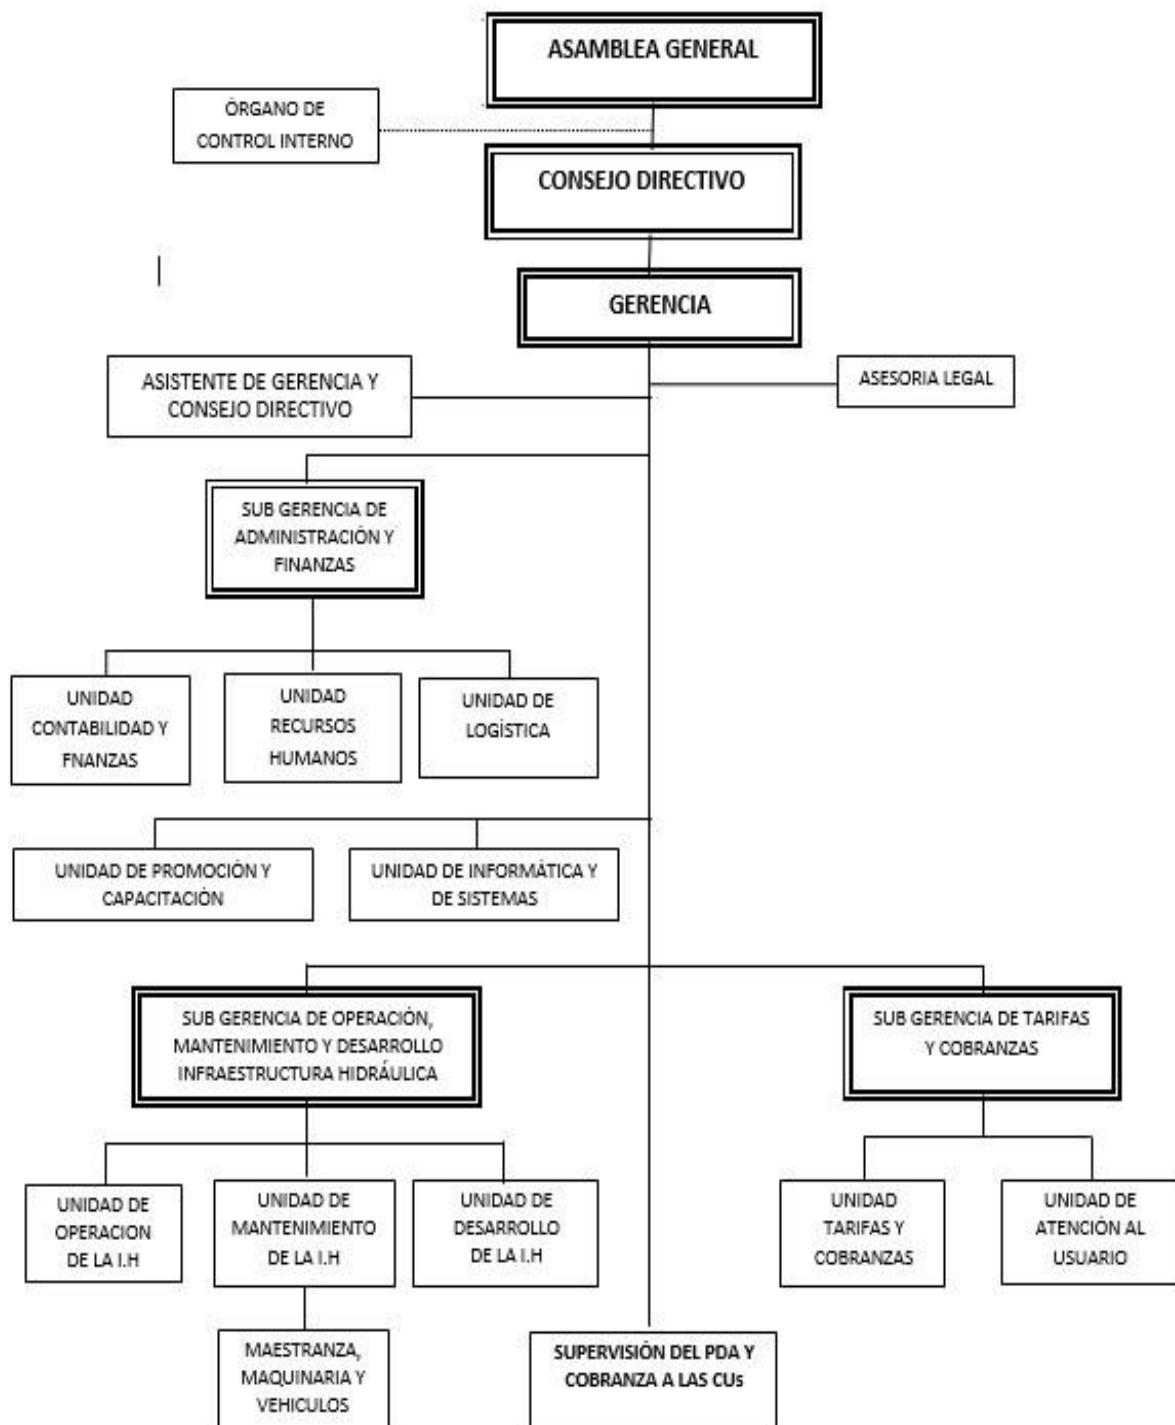 ASAMBLEA GENERAL
ÓRGANO DE
CONTROL INTERNO
CONSEJO DIRECTIVO
GERENCIA
ASISTENTE DE GERENCIA Y
CONSEJO DIRECTIVO
ASESORIA LEGAL
SUB GERENCIA DE
ADMINISTRACIÓN Y
FINANZAS
UNIDAD
CONTABILIDAD Y
FNANZAS
UNIDAD
RECURSOS
HUMANOS
UNIDAD DE
LOGÍSTICA
UNIDAD DE PROMOCIÓN Y
CAPACITACIÓN
UNIDAD DE INFORMÁTICA Y
DE SISTEMAS
SUB GERENCIA DE OPERACIÓN,
MANTENIMIENTO Y DESARROLLO
INFRAESTRUCTURA HIDRÁULICA
SUB GERENCIA DE TARIFAS
Y COBRANZAS
UNIDAD DE
OPERACION
DE LA I.H
UNIDAD DE
MANTENIMIENTO
DE LA I.H
UNIDAD DE
DESARROLLO
DE LA I.H
UNIDAD
TARIFAS Y
COBRANZAS
UNIDAD DE
ATENCIÓN AL
USUARIO
MAESTRANZA,
MAQUINARIA Y
VEHICULOS
SUPERVISIÓN DEL PDA Y
COBRANZA A LAS CUs